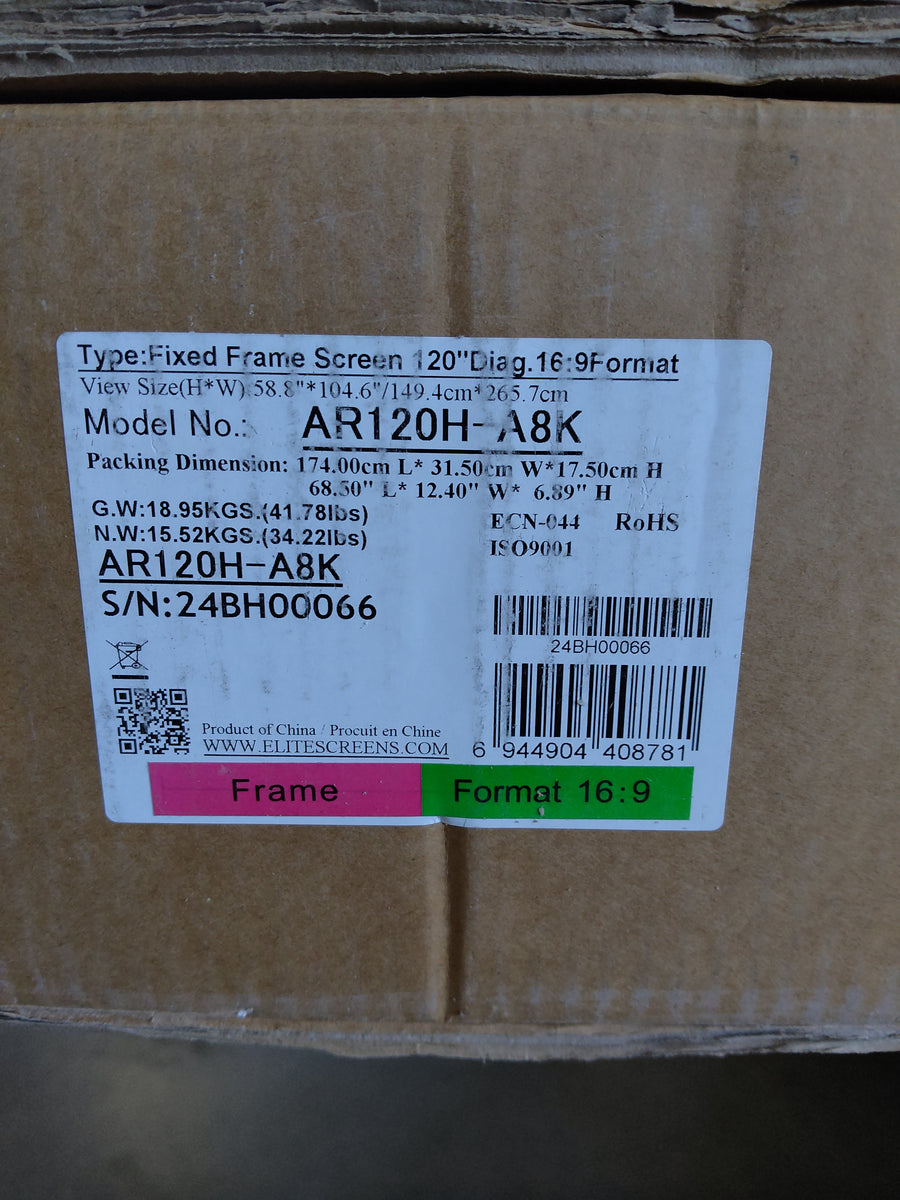 Type:Fixed Frame Screen 120"Diag.16:9Format
View Size(H*W):58.8"*104.6"/149.4cm*265.7cm
Model No.: AR120H-A8K
Packing Dimension: 174.00cm L* 31.50cm W*17.50cm H
68.50" L* 12.40" W* 6.89" H
G.W:18.95KGS.(41.78lbs)
N.W:15.52KGS.(34.22lbs)
ECN-044 RoHS
ISO9001
AR120H-A8K
S/N:24BH00066
24BH00066
Product of China / Procuit en Chine
WWW.ELITESCREENS.COM
6 944904 408781
Frame
Format 16:9